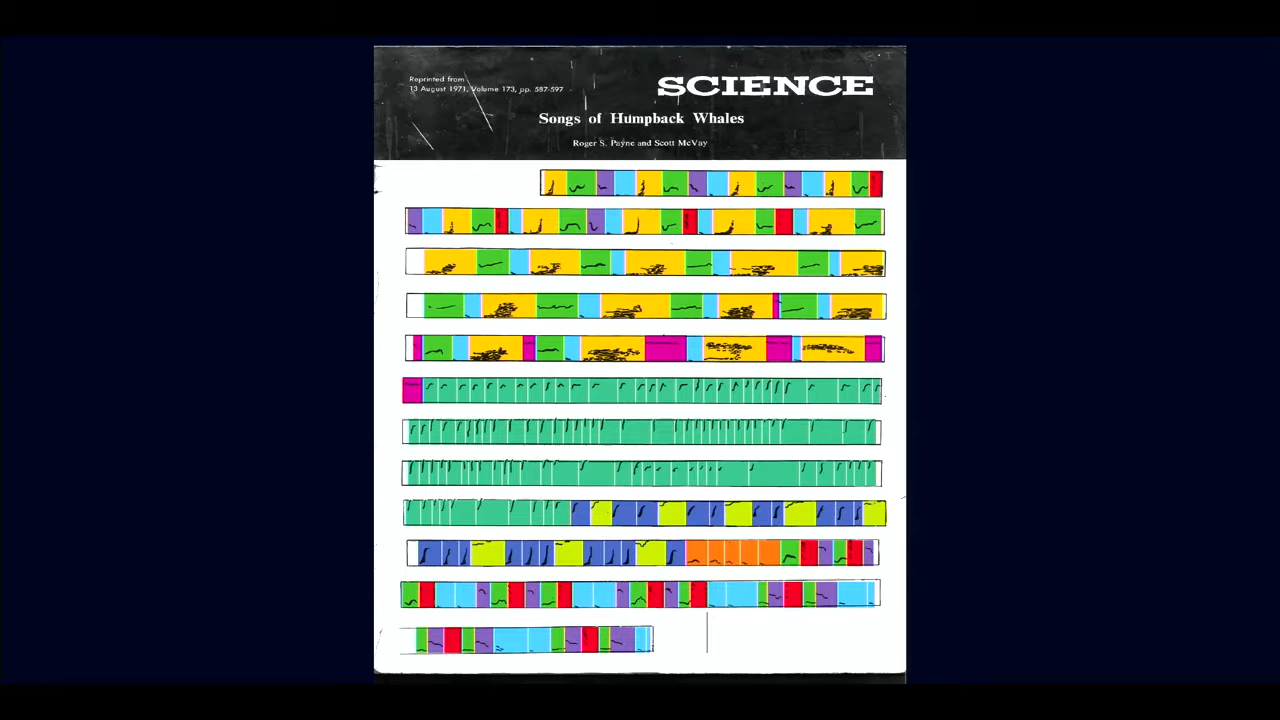 Reprinted from
13 August 1971, Volume 173, pp. 587-597
SCIENCE
Songs of Humpback Whales
Roger S. Payne and Scott McVay